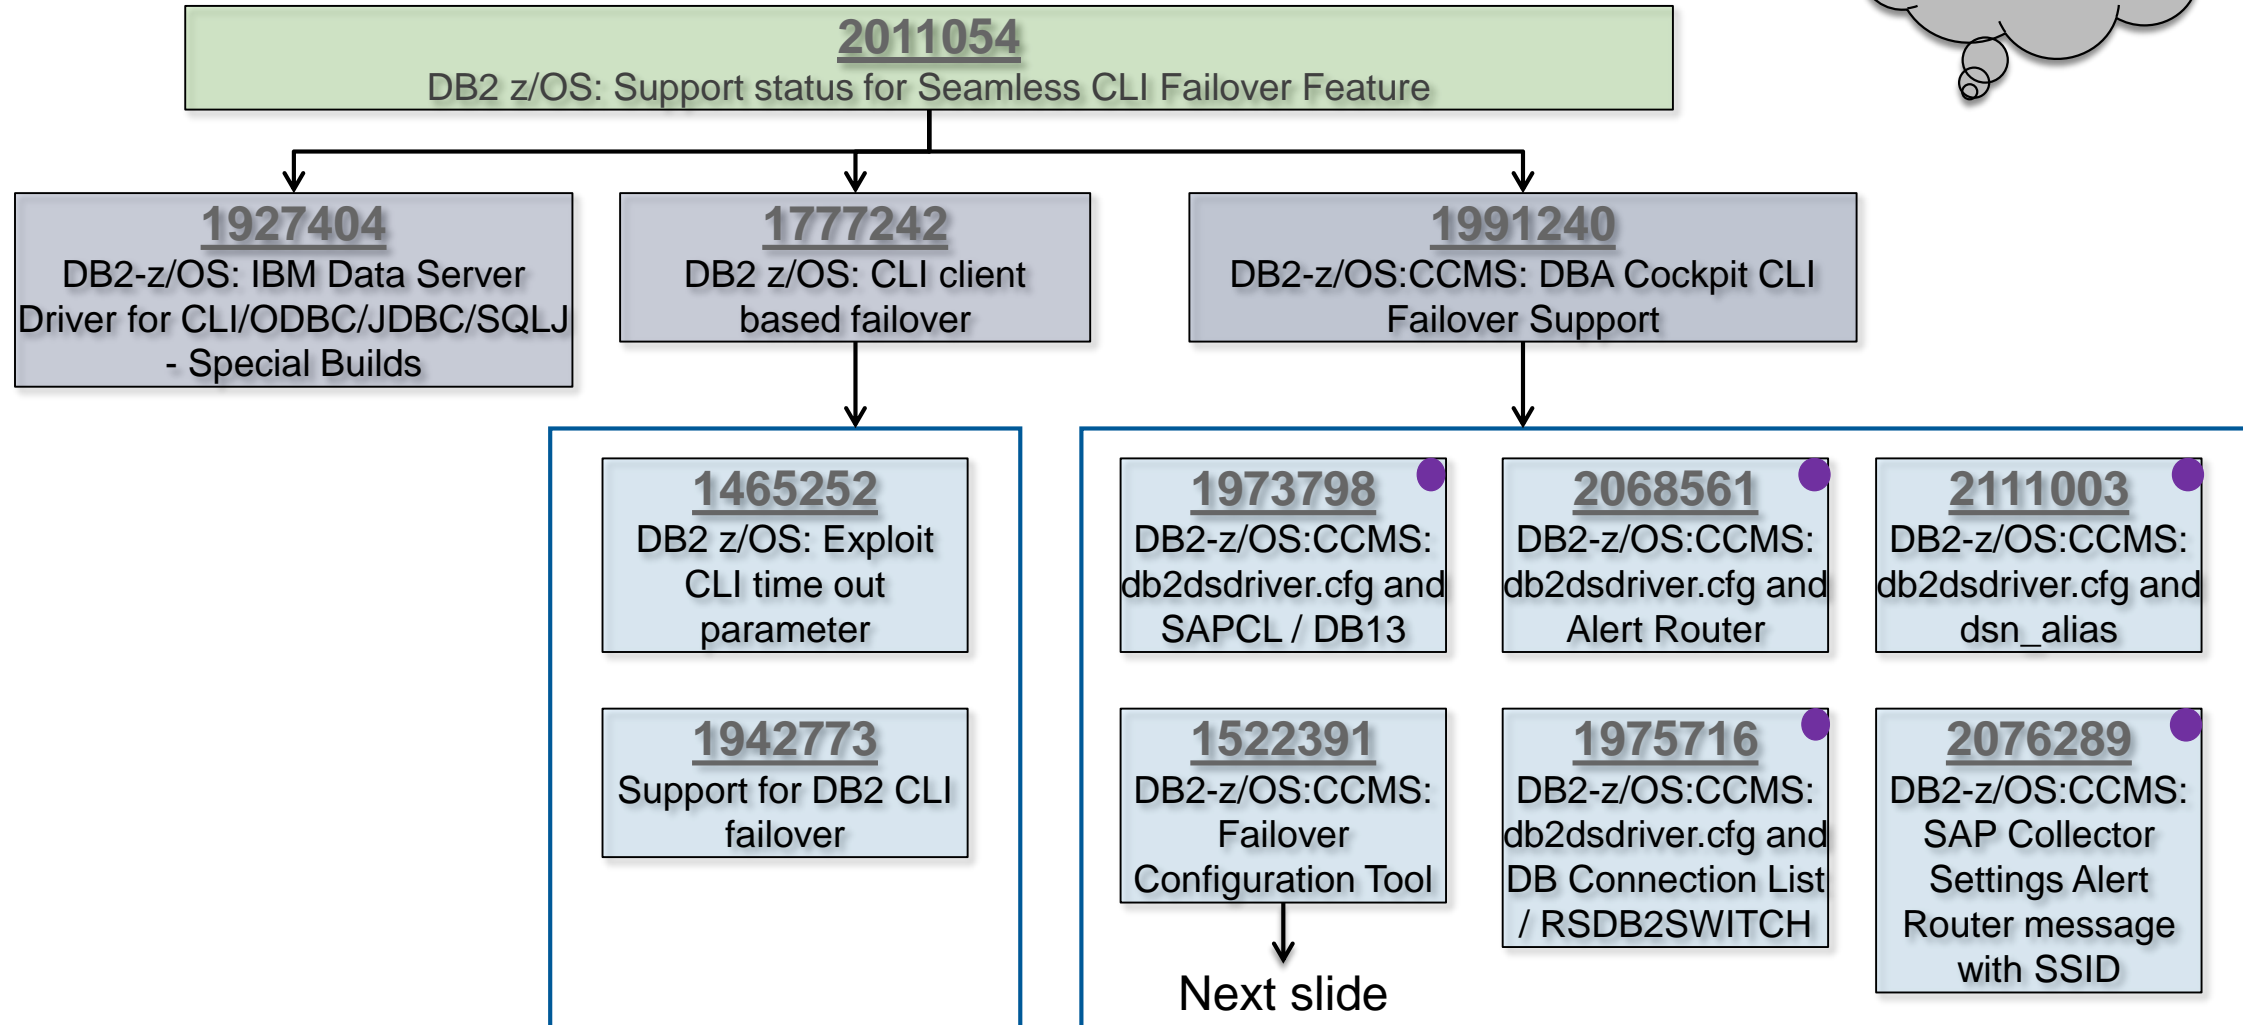 2011054
DB2 z/OS: Support status for Seamless CLI Failover Feature
1927404
DB2-z/OS: IBM Data Server
Driver for CLI/ODBC/JDBC/SQLJ
- Special Builds
1777242
DB2 z/OS: CLI client
based failover
1991240
DB2-z/OS:CCMS: DBA Cockpit CLI
Failover Support
1465252
DB2 z/OS: Exploit
CLI time out
parameter
1942773
Support for DB2 CLI
failover
1973798
DB2-z/OS:CCMS:
db2dsdriver.cfg and
SAPCL / DB13
2068561
DB2-z/OS:CCMS:
db2dsdriver.cfg and
Alert Router
2111003
DB2-z/OS:CCMS:
db2dsdriver.cfg and
dsn_alias
1522391
DB2-z/OS:CCMS:
Failover
Configuration Tool
1975716
DB2-z/OS:CCMS:
db2dsdriver.cfg and
DB Connection List
/ RSDB2SWITCH
2076289
DB2-z/OS:CCMS:
SAP Collector
Settings Alert
Router message
with SSID
Next slide